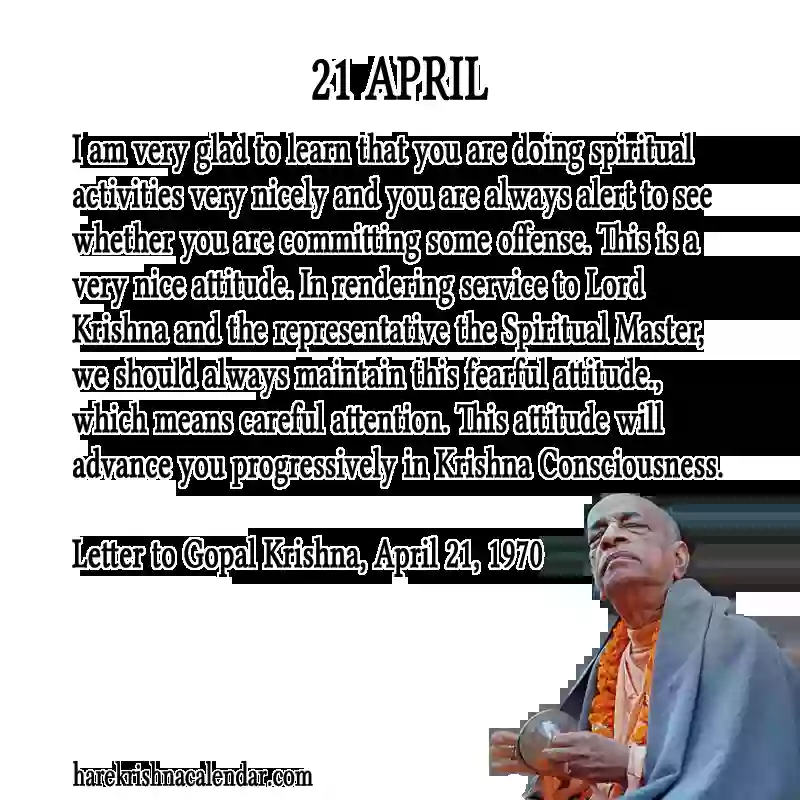 21 APRIL
I am very glad to learn that you are doing spiritual
activities very nicely and you are always alert to see
whether you are committing some offense. This is a
very nice attitude. In rendering service to Lord
Krishna and the representative the Spiritual Master,
we should always maintain this fearful attitude.,
which means careful attention. This attitude will
advance you progressively in Krishna Consciousness.
Letter to Gopal Krishna, April 21, 1970
harekrishnacalendar.com